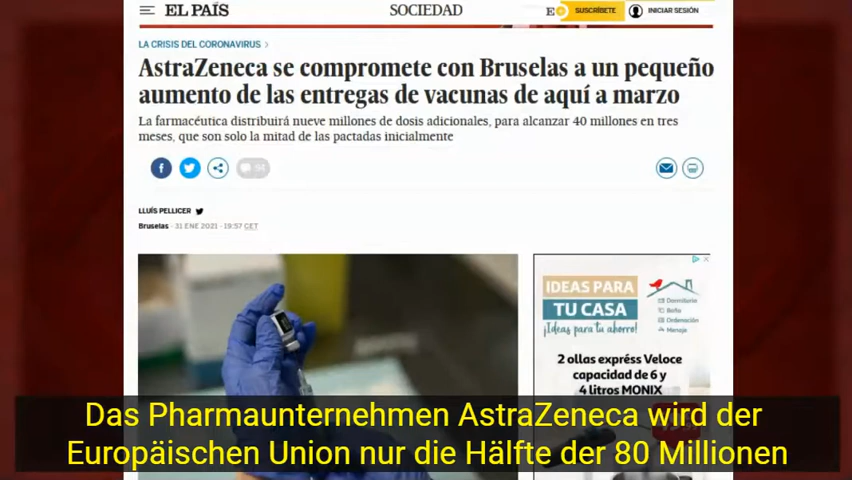 EL PAÍS
SOCIEDAD
SUSCRÍBETE
INICIAR SESIÓN
LA CRISIS DEL CORONAVIRUS
AstraZeneca se compromete con Bruselas a un pequeño
aumento de las entregas de vacunas de aquí a marzo
La farmacéutica distribuirá nueve millones de dosis adicionales, para alcanzar 40 millones en tres
meses, que son solo la mitad de las pactadas inicialmente
LLUÍS PELLICER
Bruselas - 31 ENE 2021 - 19:57 CET
IDEAS PARA
TU CASA
¡Ideas para tu ahorro!
Dormitorio
Baño
Ordenación
Menaje
2 ollas exprés Veloce
capacidad de 6 y
4 litros MONIX
Das Pharmaunternehmen AstraZeneca wird der
Europäischen Union nur die Hälfte der 80 Millionen